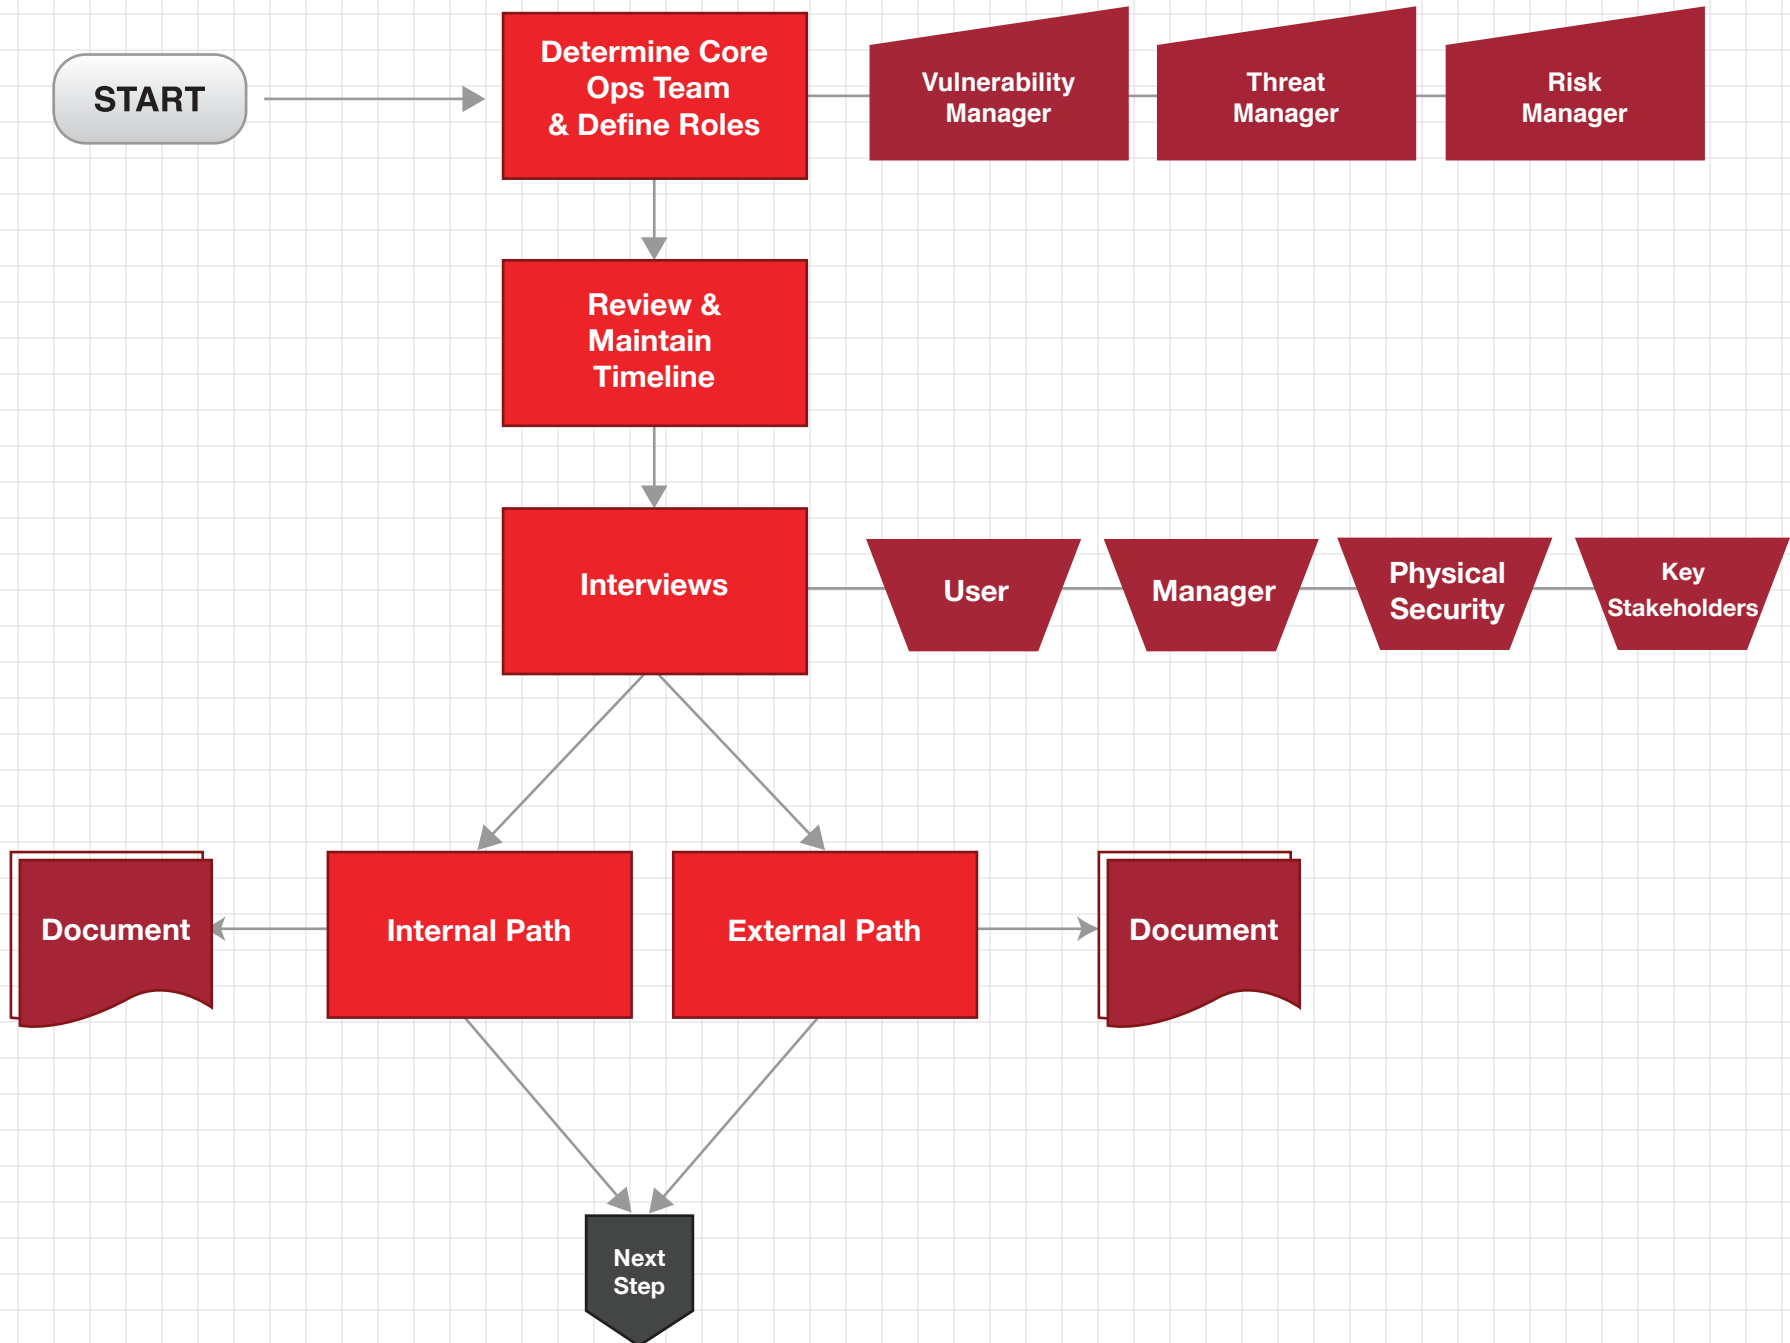 START
Determine Core
Ops Team
& Define Roles
Vulnerability
Manager
Threat
Manager
Risk
Manager
Review &
Maintain
Timeline
Interviews
User
Manager
Physical
Security
Key
Stakeholders
Document
Internal Path
External Path
Document
Next
Step